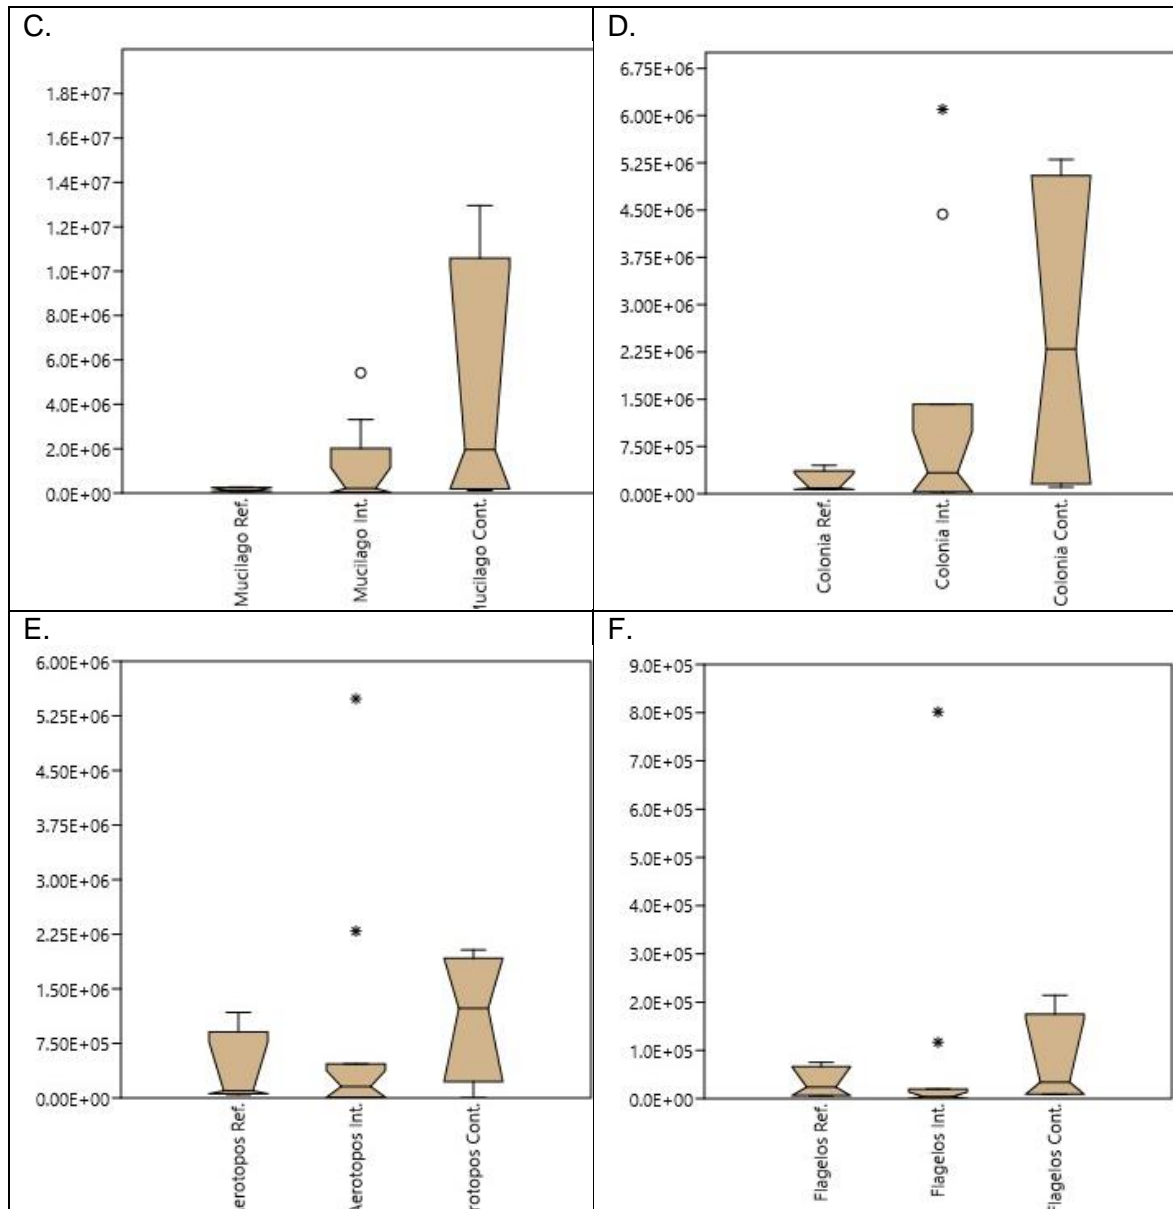 C.
1.8E+07
1.6E+07
1.4E+07
1.2E+07
1.0E+07
8.0E+06
6.0E+06
4.0E+06
2.0E+06
0.0E+00
Mucilago Ref.
Mucilago Int.
Mucilago Cont.
D.
6.75E+06
6.00E+06
5.25E+06
4.50E+06
3.75E+06
3.00E+06
2.25E+06
1.50E+06
7.50E+05
0.00E+00
Colonia Ref.
Colonia Int.
Colonia Cont.
E.
6.00E+06
5.25E+06
4.50E+06
3.75E+06
3.00E+06
2.25E+06
1.50E+06
7.50E+05
0.00E+00
Aerotopos Ref.
Aerotopos Int.
rotopos Cont.
F.
9.0E+05
8.0E+05
7.0E+05
6.0E+05
5.0E+05
4.0E+05
3.0E+05
2.0E+05
1.0E+05
0.0E+00
Flagelos Ref.
Flagelos Int.
Flagelos Cont.